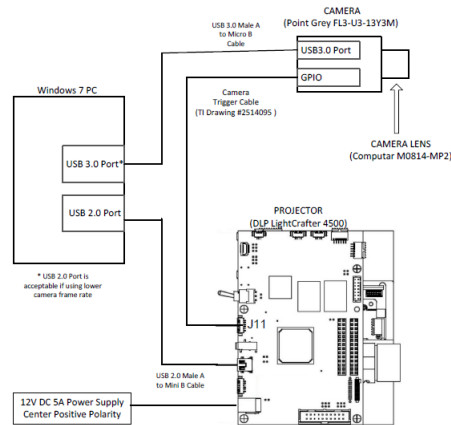 CAMERA
(Point Grey FL3-U3-13Y3M)
USB 3.0 Male A
to Micro B
Cable
USB3.0 Port
GPIO
Windows 7 PC
Camera
Trigger Cable
(TI Drawing #2514095 )
CAMERA LENS
(Computar M0814-MP2)
USB 3.0 Port*
USB 2.0 Port
PROJECTOR
(DLP LightCrafter 4500)
* USB 2.0 Port is
acceptable if using lower
camera frame rate
J11
USB 2.0 Male A
to Mini B Cable
12V DC 5A Power Supply
Center Positive Polarity